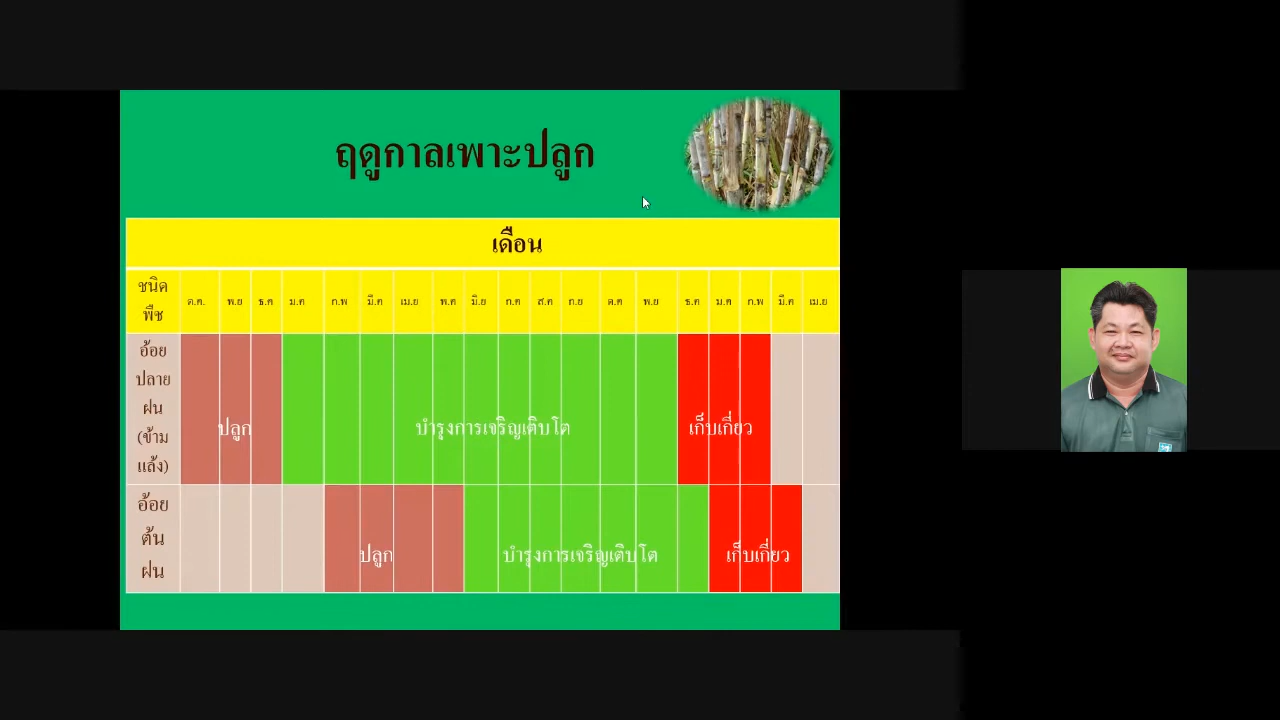 ฤดูกาลเพาะปลูก
เดือน
ชนิด
พืช
ต.ค. พ.ย ธ.ค ม.ค ก.พ มี.ค เม.ย พ.ค มิ.ย ก.ค ส.ค ก.ย ต.ค พ.ย ธ.ค ม.ค ก.พ มี.ค เม.ย
อ้อย
ปลาย
ฝน
(ข้าม
แล้ง)
ปลูก บำรุงการเจริญเติบโต เก็บเกี่ยว
อ้อย
ต้น
ฝน
ปลูก บำรุงการเจริญเติบโต เก็บเกี่ยว